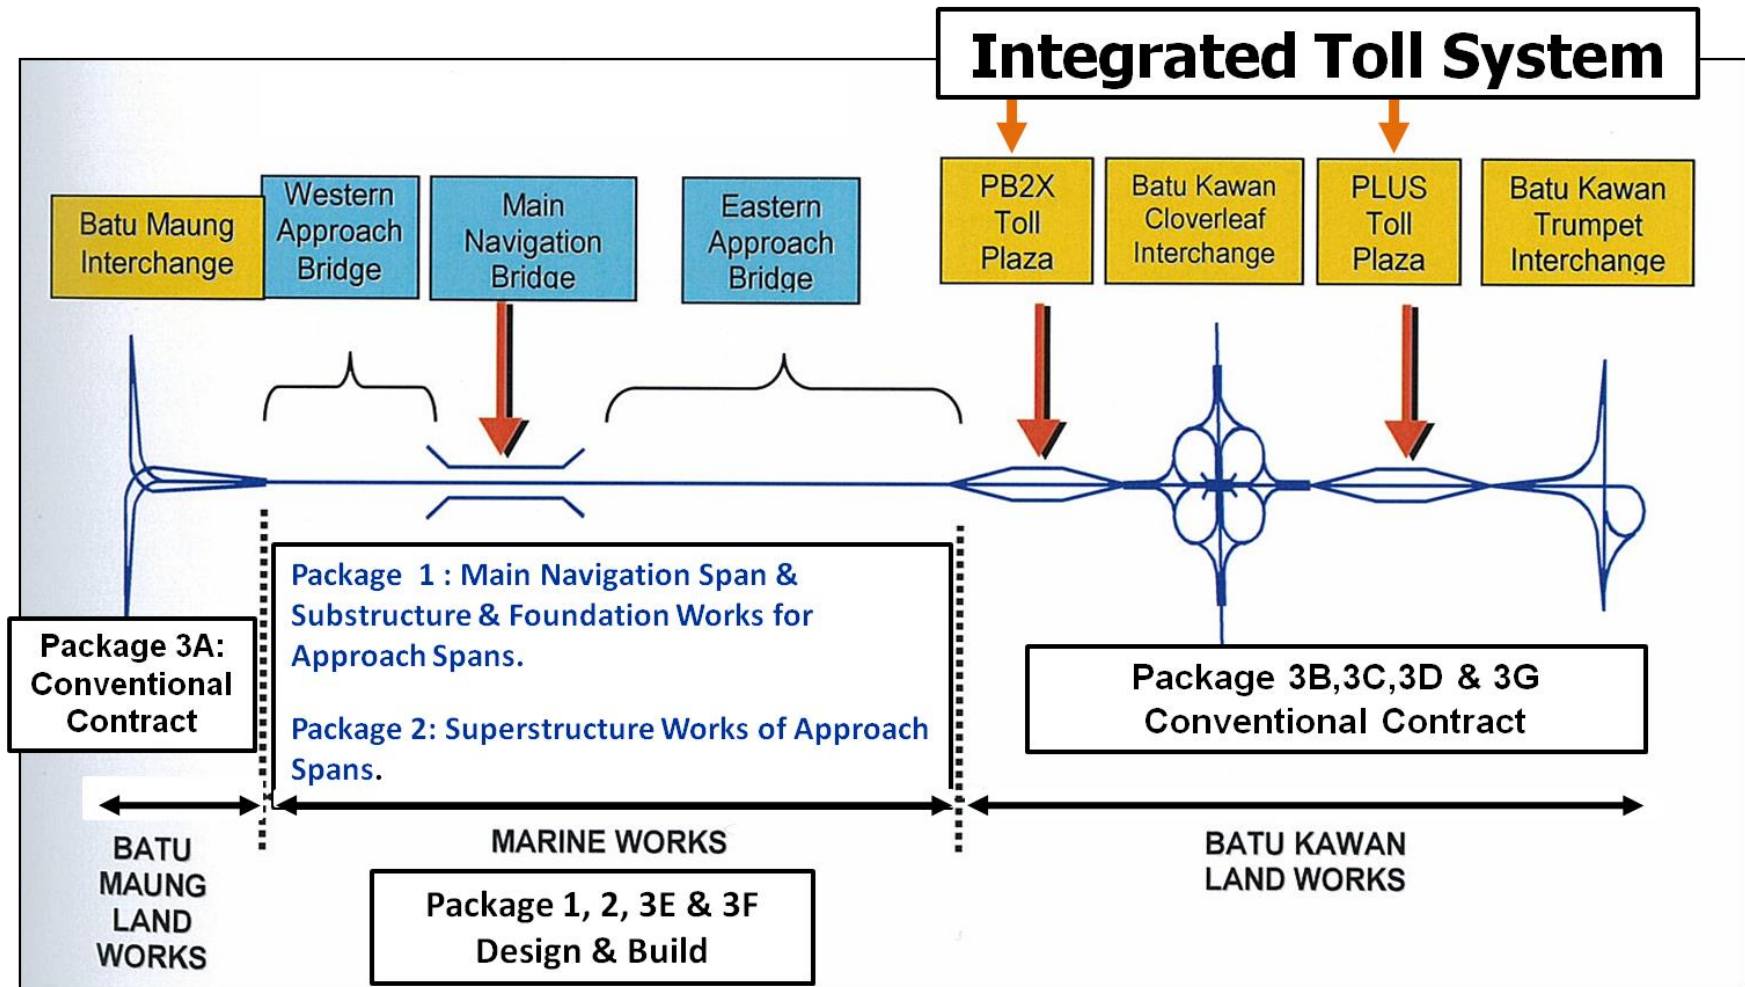 Integrated Toll System
Batu Maung
Interchange
Western
Approach
Bridge
Main
Navigation
Bridge
Eastern
Approach
Bridge
PB2X
Toll
Plaza
Batu Kawan
Cloverleaf
Interchange
PLUS
Toll
Plaza
Batu Kawan
Trumpet
Interchange
Package 3A:
Conventional
Contract
Package 1 : Main Navigation Span &
Substructure & Foundation Works for
Approach Spans.
Package 2: Superstructure Works of Approach
Spans.
Package 3B,3C,3D & 3G
Conventional Contract
BATU
MAUNG
LAND
WORKS
MARINE WORKS
Package 1, 2, 3E & 3F
Design & Build
BATU KAWAN
LAND WORKS